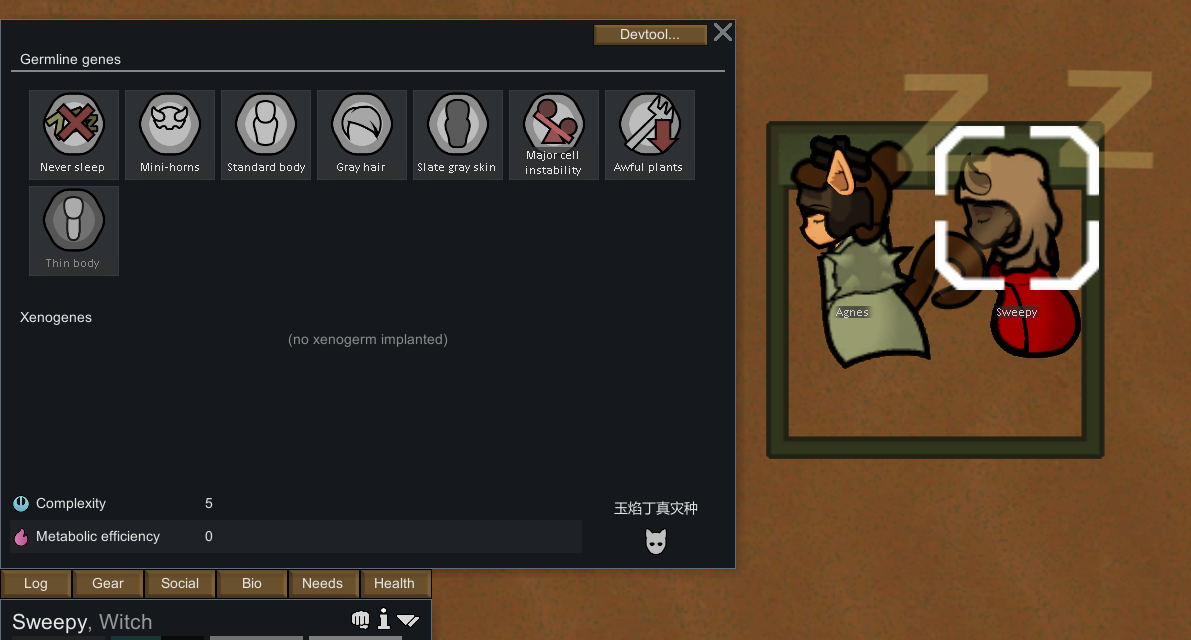 Devtool...
Germline genes
Never sleep
Mini-horns
Standard body
Gray hair
Slate gray skin
Major cell
instability
Awful plants
Thin body
Xenogenes
(no xenogerm implanted)
Complexity 5
Metabolic efficiency 0
玉焰丁真灾种
Log Gear Social Bio Needs Health
Sweepy, Witch
Z Z
Agnes
Sweepy